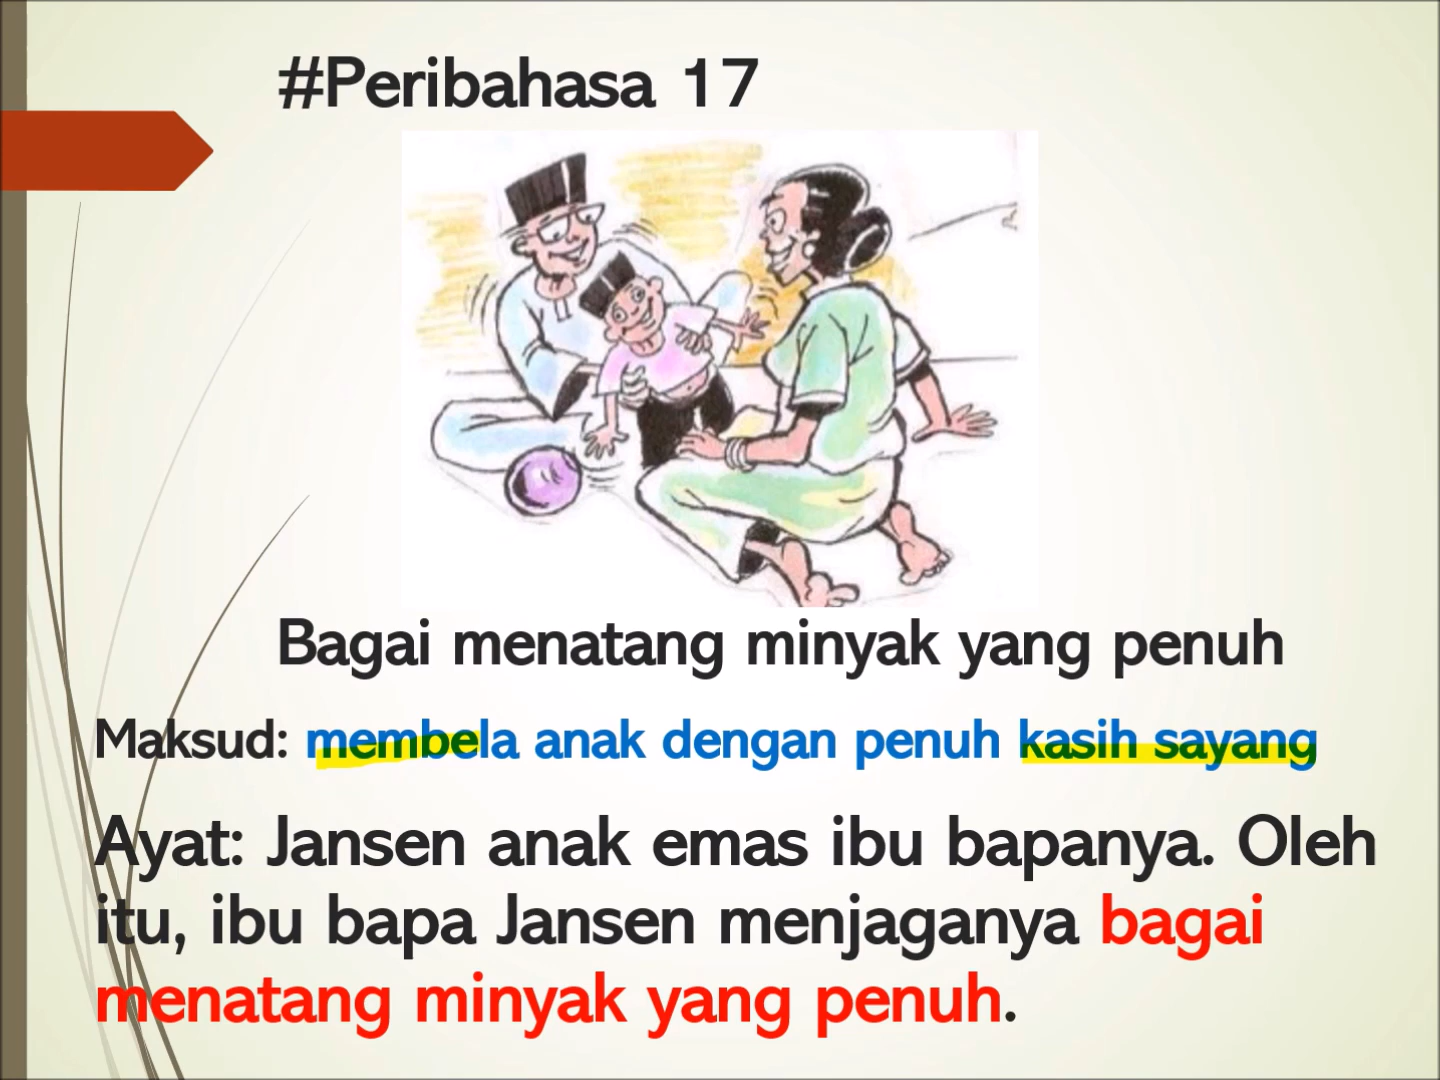 #Peribahasa 17
Bagai menatang minyak yang penuh
Maksud: membela anak dengan penuh kasih sayang
Ayat: Jansen anak emas ibu bapanya. Oleh
itu, ibu bapa Jansen menjaganya bagai
menatang minyak yang penuh.